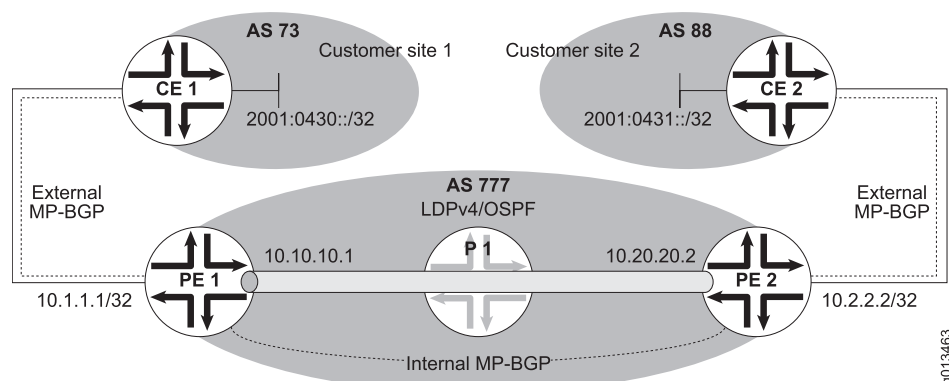 AS 73
Customer site 1
CE 1
2001:0430::/32
AS 88
Customer site 2
CE 2
2001:0431::/32
External
MP-BGP
External
MP-BGP
AS 777
LDPv4/OSPF
P 1
10.10.10.1
10.20.20.2
PE 1
PE 2
10.1.1.1/32
10.2.2.2/32
Internal MP-BGP
g013463